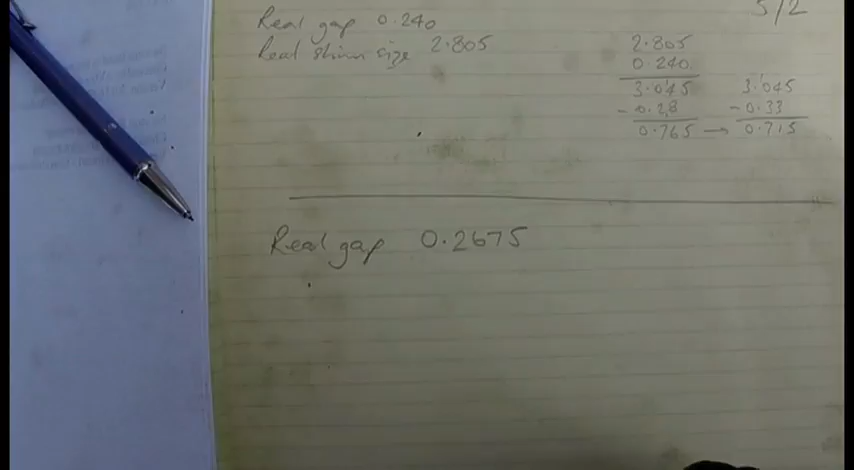 5/2
Real gap 0.240
Real shim size 2.805
2.805
0.240
3.045
- 0.28
0.765 → 0.715
3.045
- 0.33
Real gap 0.2675